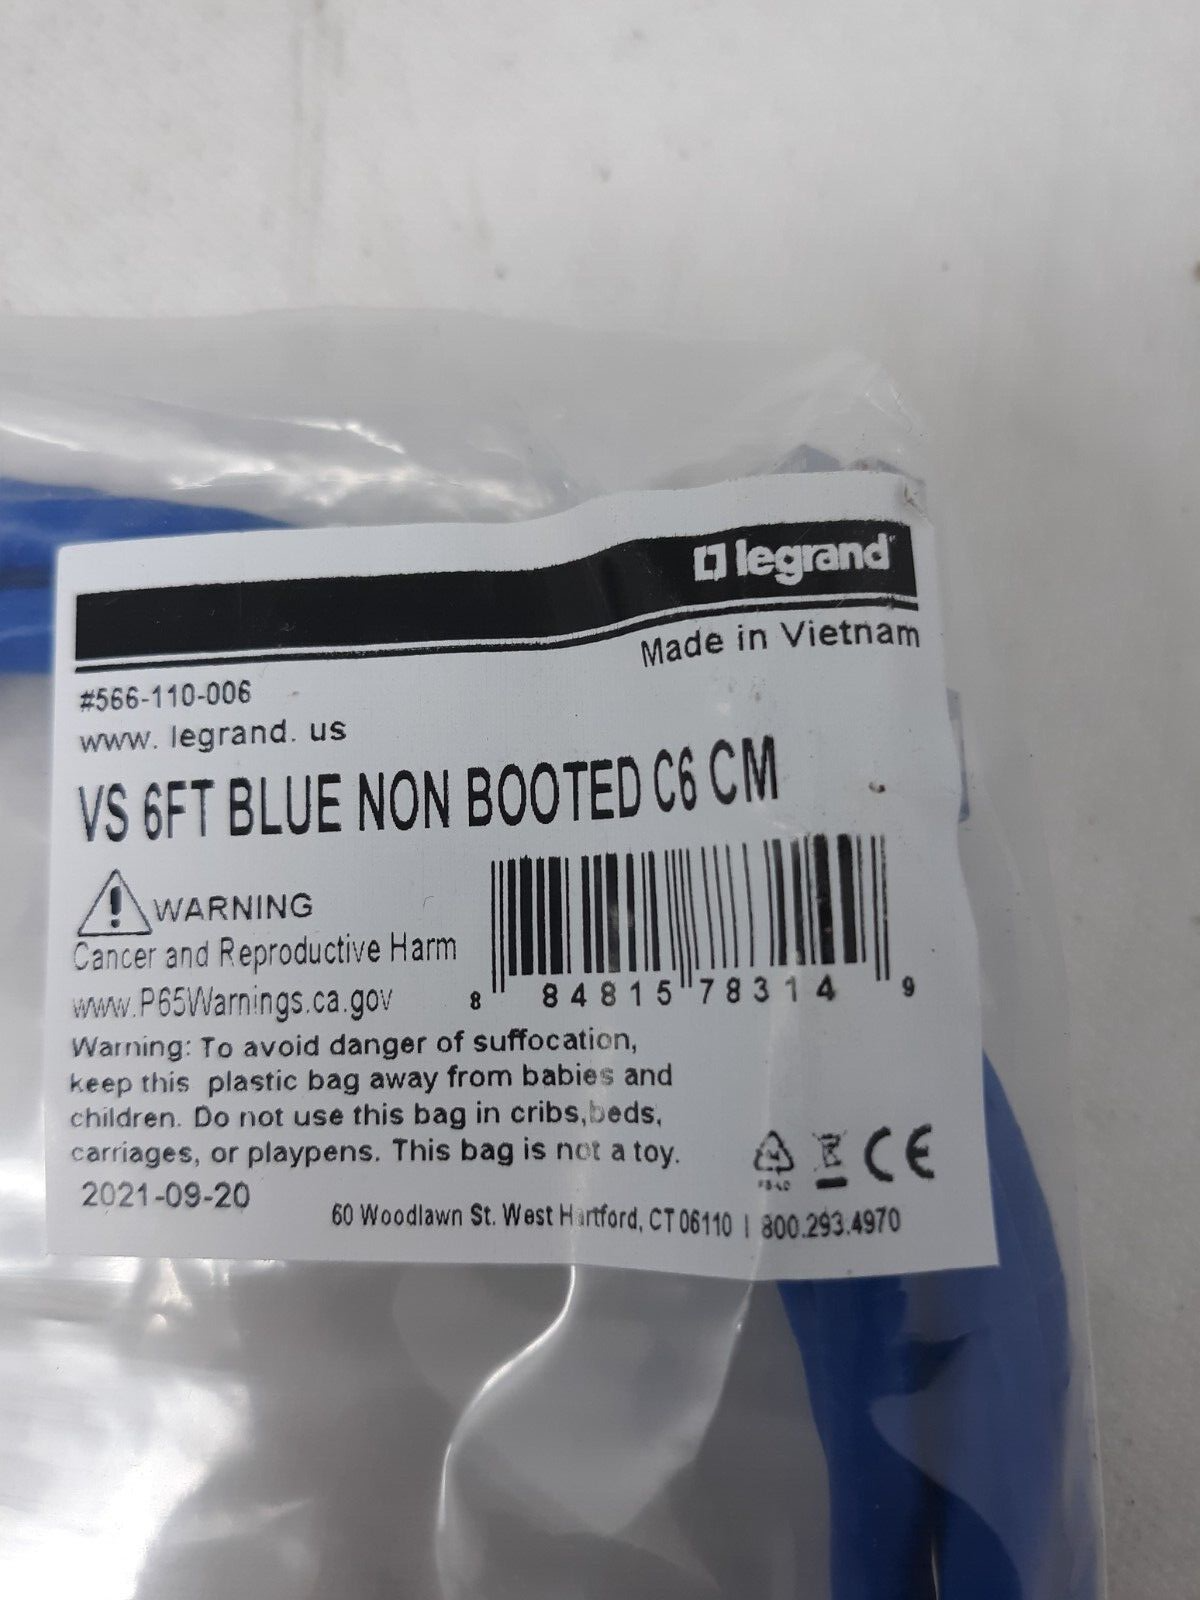 legrand
Made in Vietnam
#566-110-006
www. legrand. us
VS 6FT BLUE NON BOOTED C6 CM
WARNING
Cancer and Reproductive Harm
www.P65Warnings.ca.gov
8 84815 78314 9
Warning: To avoid danger of suffocation,
keep this plastic bag away from babies and
children. Do not use this bag in cribs,beds,
carriages, or playpens. This bag is not a toy.
CE
2021-09-20
60 Woodlawn St. West Hartford, CT 06110 | 800.293.4970